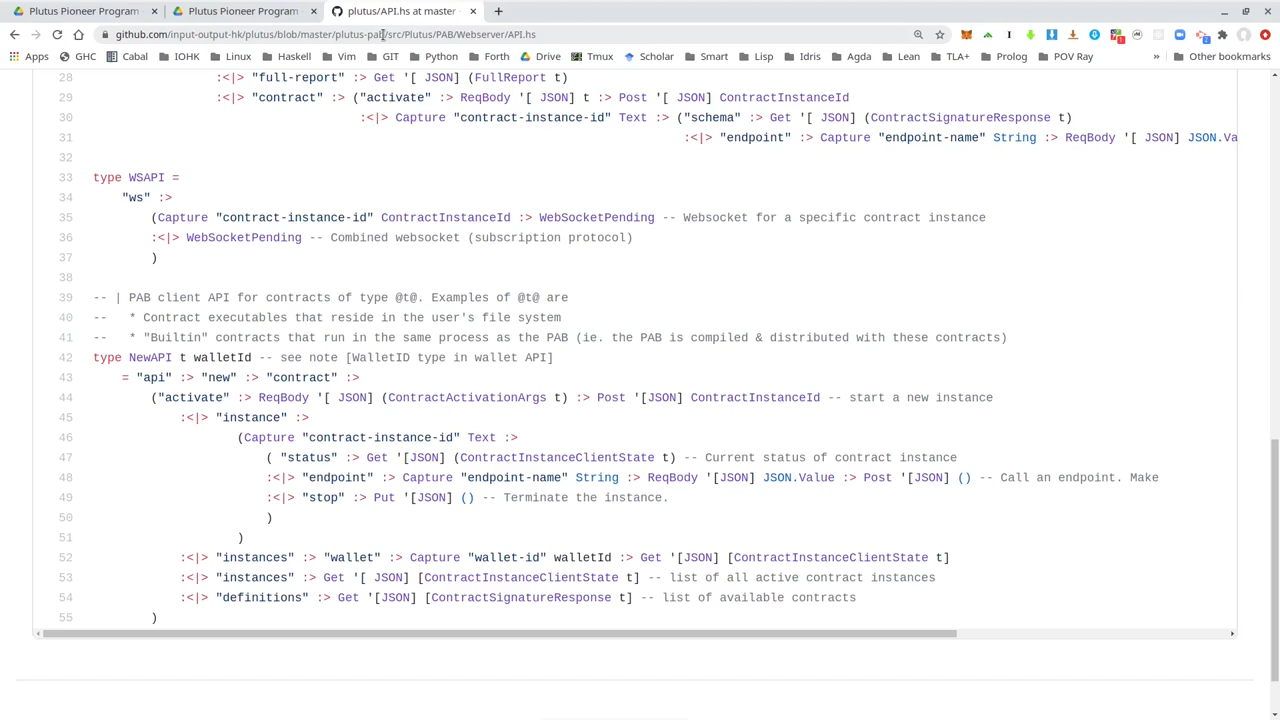 Plutus Pioneer Program - × Plutus Pioneer Program × plutus/API.hs at master · × +
github.com/input-output-hk/plutus/blob/master/plutus-pab/src/Plutus/PAB/Webserver/API.hs
Apps GHC Cabal IOHK Linux Haskell Vim GIT Python Forth Drive Tmux Scholar Smart Lisp Idris Agda Lean TLA+ Prolog POV Ray » Other bookmarks
28 :<|> "full-report" :> Get '[ JSON] (FullReport t)
29 :<|> "contract" :> ("activate" :> ReqBody '[ JSON] t :> Post '[ JSON] ContractInstanceId
30 :<|> Capture "contract-instance-id" Text :> ("schema" :> Get '[ JSON] (ContractSignatureResponse t)
31 :<|> "endpoint" :> Capture "endpoint-name" String :> ReqBody '[ JSON] JSON.Va
32
33 type WSAPI =
34 "ws" :>
35 (Capture "contract-instance-id" ContractInstanceId :> WebSocketPending -- Websocket for a specific contract instance
36 :<|> WebSocketPending -- Combined websocket (subscription protocol)
37 )
38
39 -- | PAB client API for contracts of type @t@. Examples of @t@ are
40 --   * Contract executables that reside in the user's file system
41 --   * "Builtin" contracts that run in the same process as the PAB (ie. the PAB is compiled & distributed with these contracts)
42 type NewAPI t walletId -- see note [WalletID type in wallet API]
43 = "api" :> "new" :> "contract" :>
44 ("activate" :> ReqBody '[ JSON] (ContractActivationArgs t) :> Post '[JSON] ContractInstanceId -- start a new instance
45 :<|> "instance" :>
46 (Capture "contract-instance-id" Text :>
47 ( "status" :> Get '[JSON] (ContractInstanceClientState t) -- Current status of contract instance
48 :<|> "endpoint" :> Capture "endpoint-name" String :> ReqBody '[JSON] JSON.Value :> Post '[JSON] () -- Call an endpoint. Make
49 :<|> "stop" :> Put '[JSON] () -- Terminate the instance.
50 )
51 )
52 :<|> "instances" :> "wallet" :> Capture "wallet-id" walletId :> Get '[JSON] [ContractInstanceClientState t]
53 :<|> "instances" :> Get '[ JSON] [ContractInstanceClientState t] -- list of all active contract instances
54 :<|> "definitions" :> Get '[JSON] [ContractSignatureResponse t] -- list of available contracts
55 )